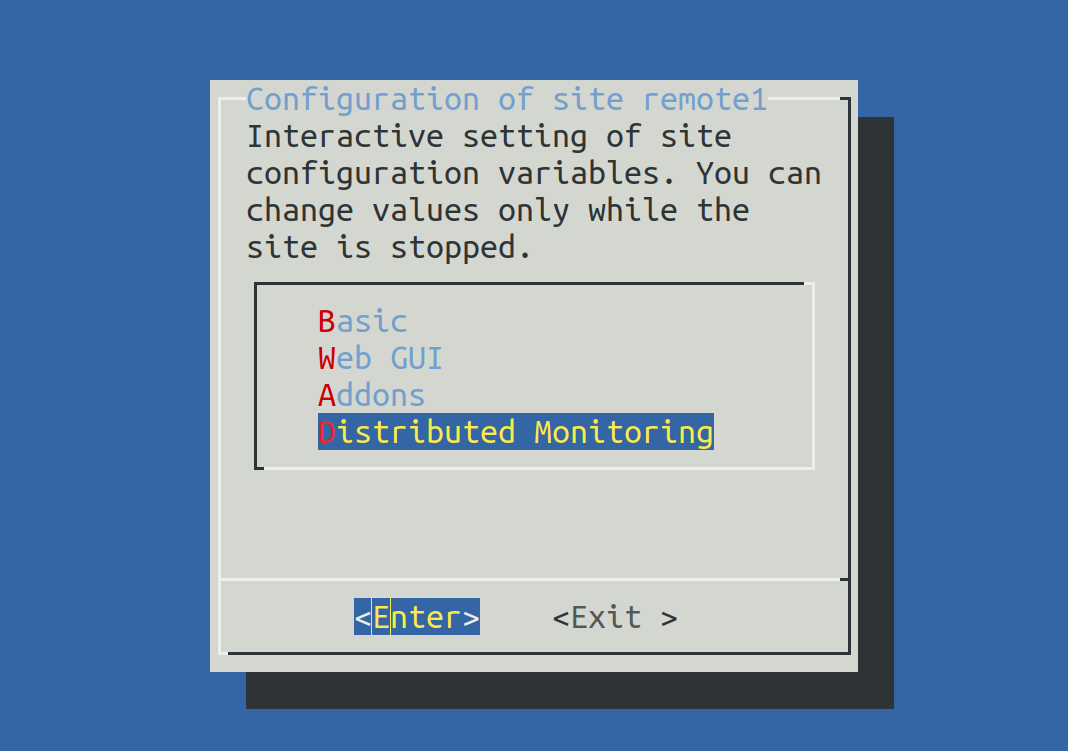 Configuration of site remote1
Interactive setting of site
configuration variables. You can
change values only while the
site is stopped.
Basic
Web GUI
Addons
Distributed Monitoring
<Enter> <Exit >